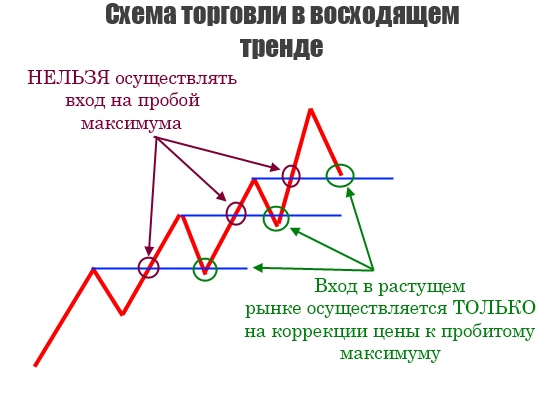 Схема торговли в восходящем
тренде
НЕЛЬЗЯ осуществлять
вход на пробой
максимума
Вход в растущем
рынке осуществляется ТОЛЬКО
на коррекции цены к пробитому
максимуму